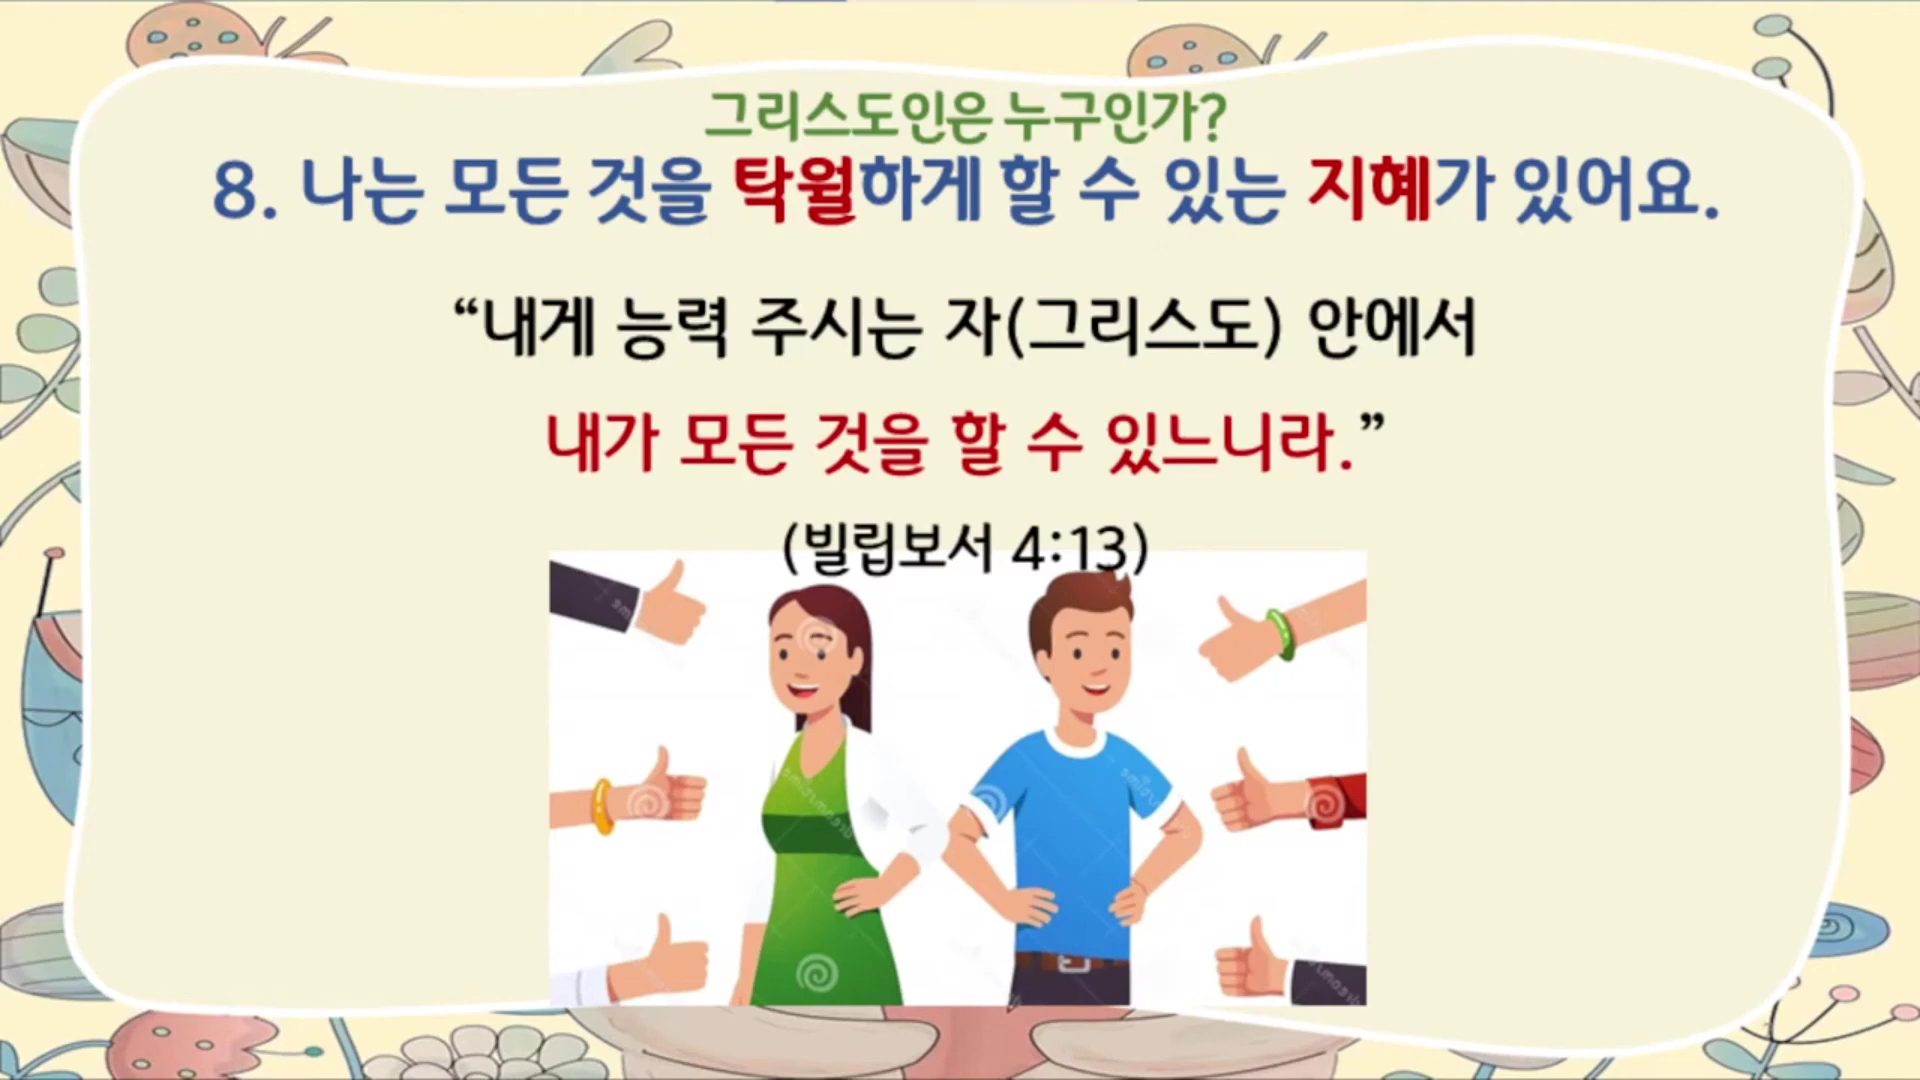 그리스도인은 누구인가?
8. 나는 모든 것을 탁월하게 할 수 있는 지혜가 있어요.
“내게 능력 주시는 자(그리스도) 안에서
내가 모든 것을 할 수 있느니라.”
(빌립보서 4:13)